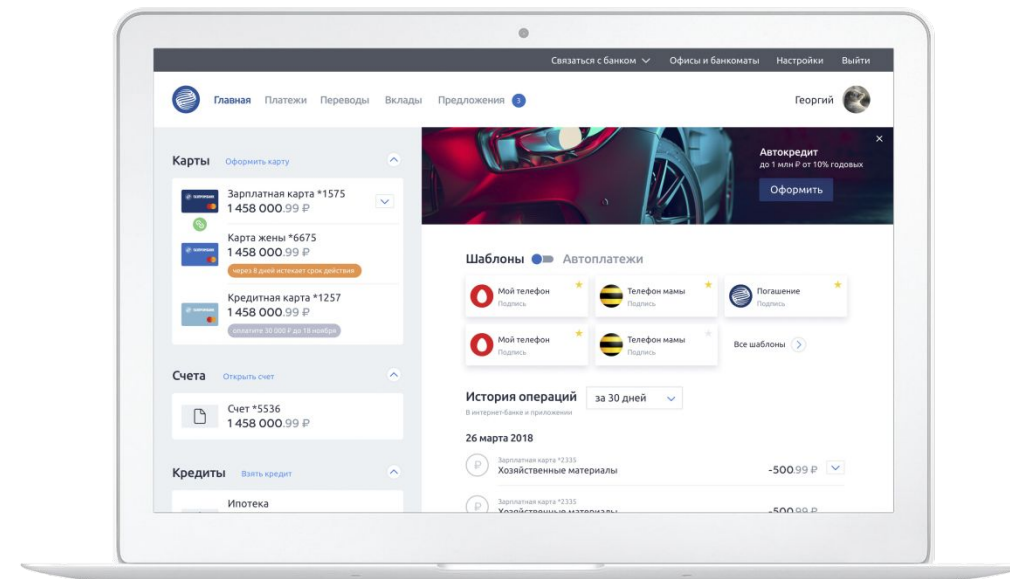 Связаться с банком
Офисы и банкоматы
Настройки
Выйти
Главная
Платежи
Переводы
Вклады
Предложения
3
Георгий
Карты
Оформить карту
Зарплатная карта *1575
1 458 000.99 ₽
Карта жены *6675
1 458 000.99 ₽
через 8 дней истекает срок действия
Кредитная карта *1257
1 458 000.99 ₽
оплатите 30 000 ₽ до 18 ноября
Счета
Открыть счет
Счет *5536
1 458 000.99 ₽
Кредиты
Взять кредит
Ипотека
Автокредит
до 1 млн ₽ от 10% годовых
Оформить
Шаблоны
Автоплатежи
Мой телефон
Подпись
Телефон мамы
Подпись
Погашение
Подпись
Мой телефон
Подпись
Телефон мамы
Подпись
Все шаблоны
История операций
за 30 дней
В интернет-банке и приложении
26 марта 2018
Зарплатная карта *2335
Хозяйственные материалы
-500.99 ₽
Зарплатная карта *2335
Хозяйственные материалы
-500.99 ₽